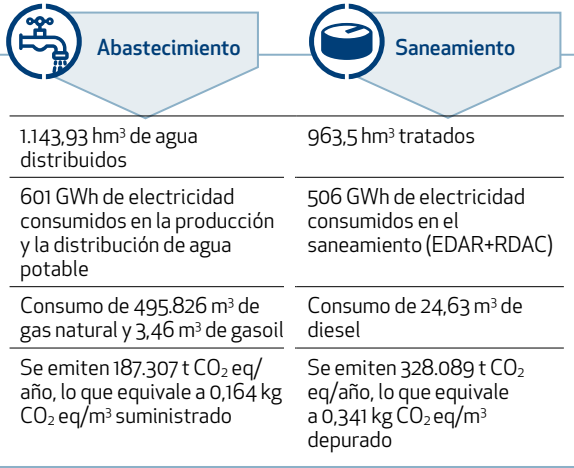 Abastecimiento
1.143,93 hm³ de agua
distribuidos
601 GWh de electricidad
consumidos en la producción
y la distribución de agua
potable
Consumo de 495.826 m³ de
gas natural y 3,46 m³ de gasoil
Se emiten 187.307 t CO₂ eq/
año, lo que equivale a 0,164 kg
CO₂ eq/m³ suministrado
Saneamiento
963,5 hm³ tratados
506 GWh de electricidad
consumidos en el
saneamiento (EDAR+RDAC)
Consumo de 24,63 m³ de
diesel
Se emiten 328.089 t CO₂
eq/año, lo que equivale
a 0,341 kg CO₂ eq/m³
depurado